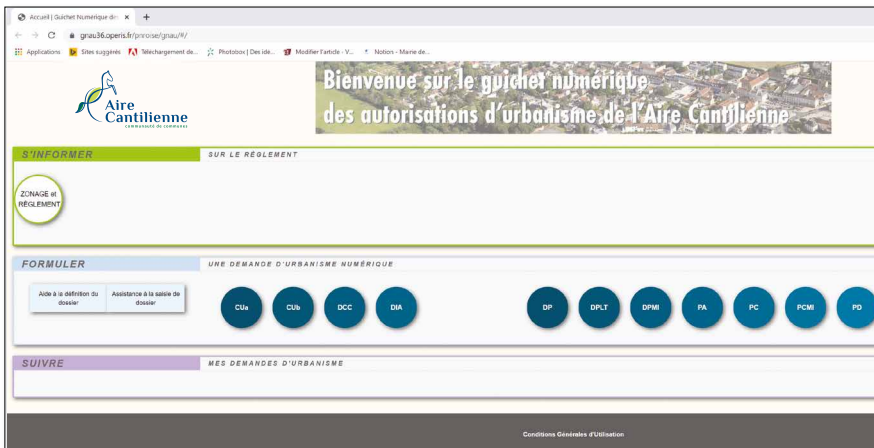 Accueil | Guichet Numérique de
gnau36.operis.fr/pnroise/gnau/#/
Applications
Sites suggérés
Téléchargement de...
Photobox | Des ide...
Modifier l'article - V...
Notion - Mairie de...
Aire
Cantilienne
communauté de communes
Bienvenue sur le guichet numérique
des autorisations d'urbanisme de l'Aire Cantilienne
S'INFORMER
SUR LE RÈGLEMENT
ZONAGE et
RÈGLEMENT
FORMULER
UNE DEMANDE D'URBANISME NUMÉRIQUE
Aide à la définition du
dossier
Assistance à la saisie de
dossier
CUa
CUb
DCC
DIA
DP
DPLT
DPMI
PA
PC
PCMI
PD
SUIVRE
MES DEMANDES D'URBANISME
Conditions Générales d'Utilisation